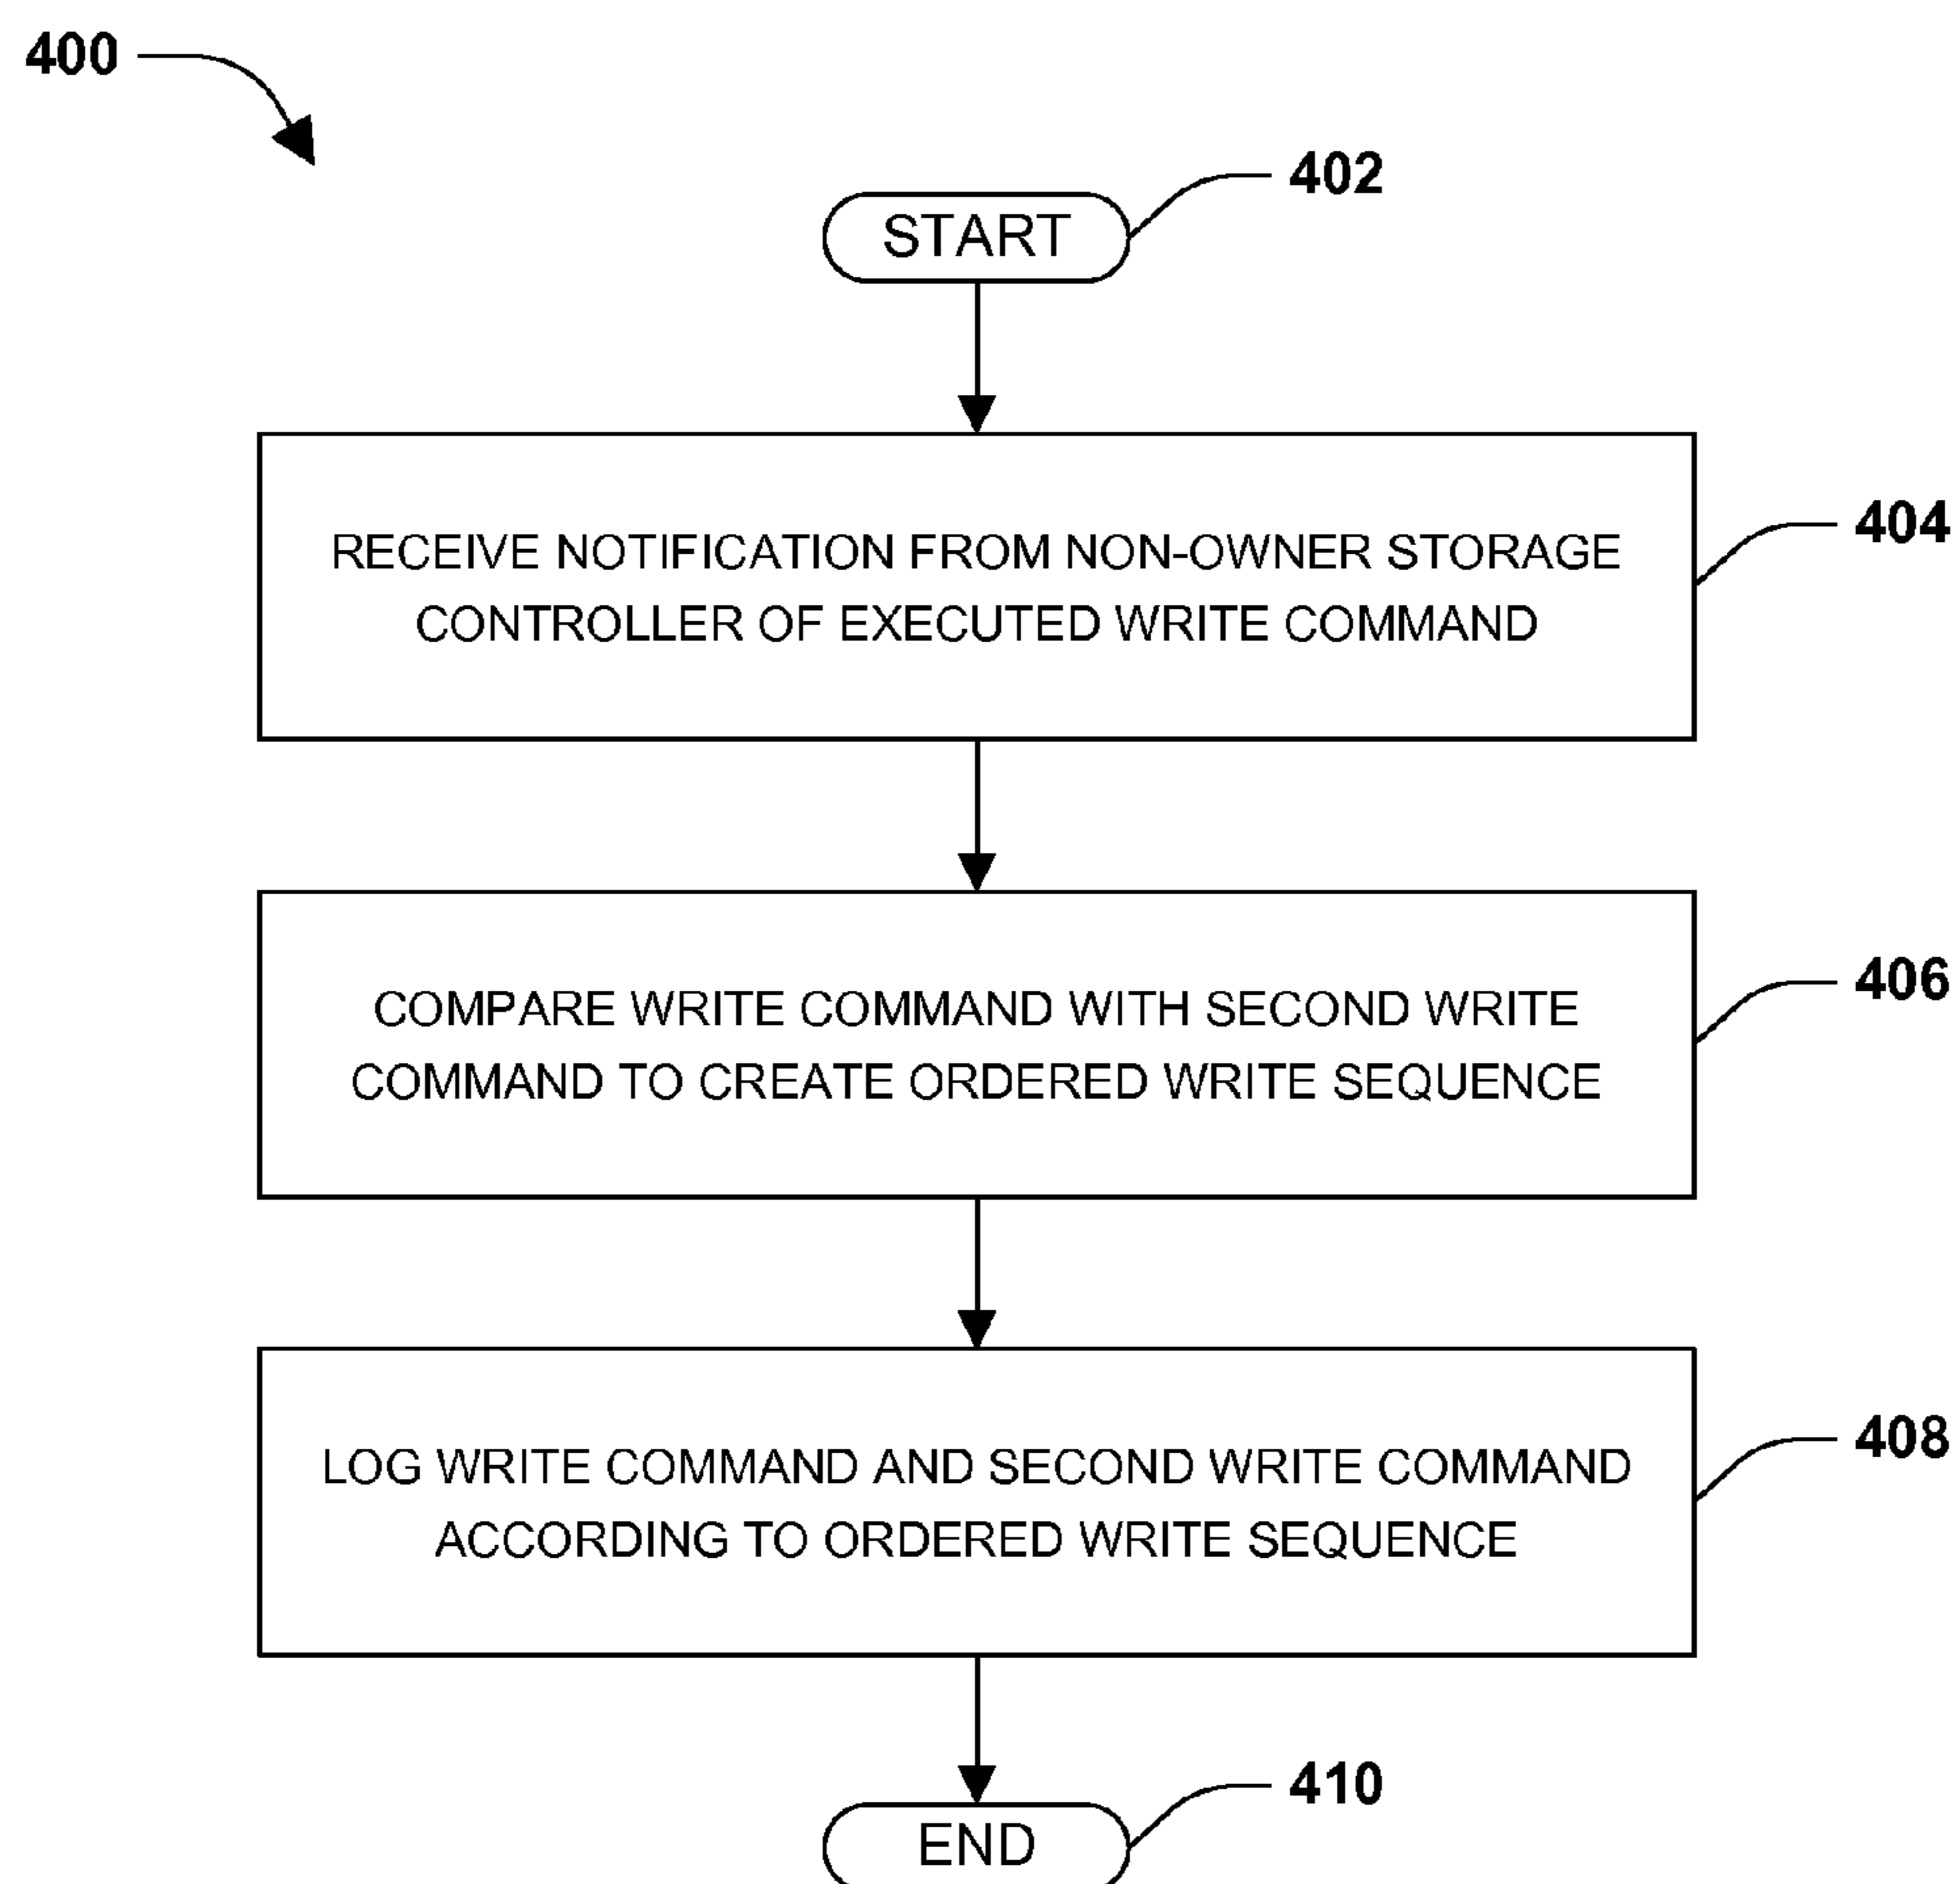 400
402
START
RECEIVE NOTIFICATION FROM NON-OWNER STORAGE
CONTROLLER OF EXECUTED WRITE COMMAND
404
COMPARE WRITE COMMAND WITH SECOND WRITE
COMMAND TO CREATE ORDERED WRITE SEQUENCE
406
LOG WRITE COMMAND AND SECOND WRITE COMMAND
ACCORDING TO ORDERED WRITE SEQUENCE
408
410
END